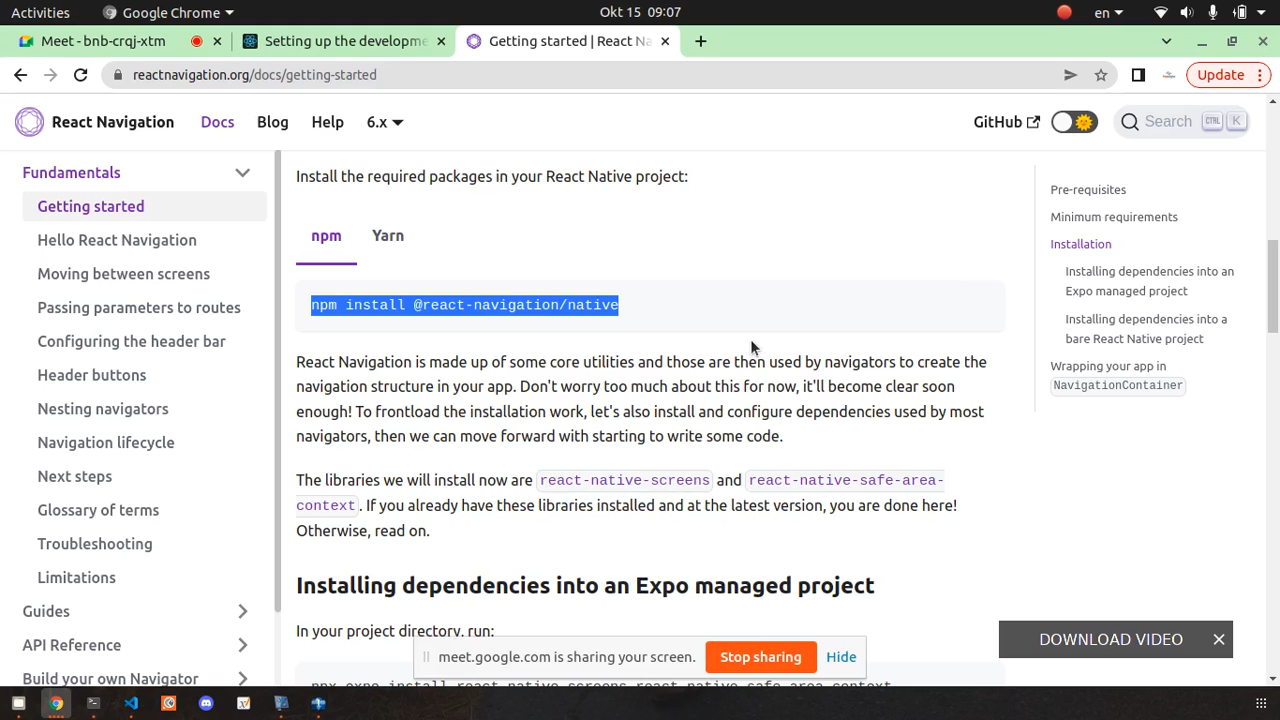 Activities Google Chrome Okt 15 09:07 en
Meet - bnb-crqj-xtm Setting up the developme Getting started | React Na
reactnavigation.org/docs/getting-started Update
React Navigation Docs Blog Help 6.x GitHub Search CTRL K
Fundamentals
Getting started
Hello React Navigation
Moving between screens
Passing parameters to routes
Configuring the header bar
Header buttons
Nesting navigators
Navigation lifecycle
Next steps
Glossary of terms
Troubleshooting
Limitations
Guides
API Reference
Build your own Navigator
Install the required packages in your React Native project:
npm Yarn
npm install @react-navigation/native
React Navigation is made up of some core utilities and those are then used by navigators to create the
navigation structure in your app. Don't worry too much about this for now, it'll become clear soon
enough! To frontload the installation work, let's also install and configure dependencies used by most
navigators, then we can move forward with starting to write some code.
The libraries we will install now are react-native-screens and react-native-safe-area-
context. If you already have these libraries installed and at the latest version, you are done here!
Otherwise, read on.
Installing dependencies into an Expo managed project
In your project directory, run:
npx expo install react-native-screens react-native-safe-area-context
Pre-requisites
Minimum requirements
Installation
Installing dependencies into an
Expo managed project
Installing dependencies into a
bare React Native project
Wrapping your app in
NavigationContainer
DOWNLOAD VIDEO
meet.google.com is sharing your screen. Stop sharing Hide